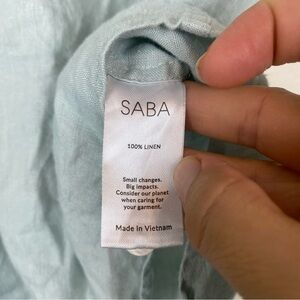 SABA
100% LINEN
Small changes.
Big impacts.
Consider our planet
when caring for
your garment.
Made in Vietnam